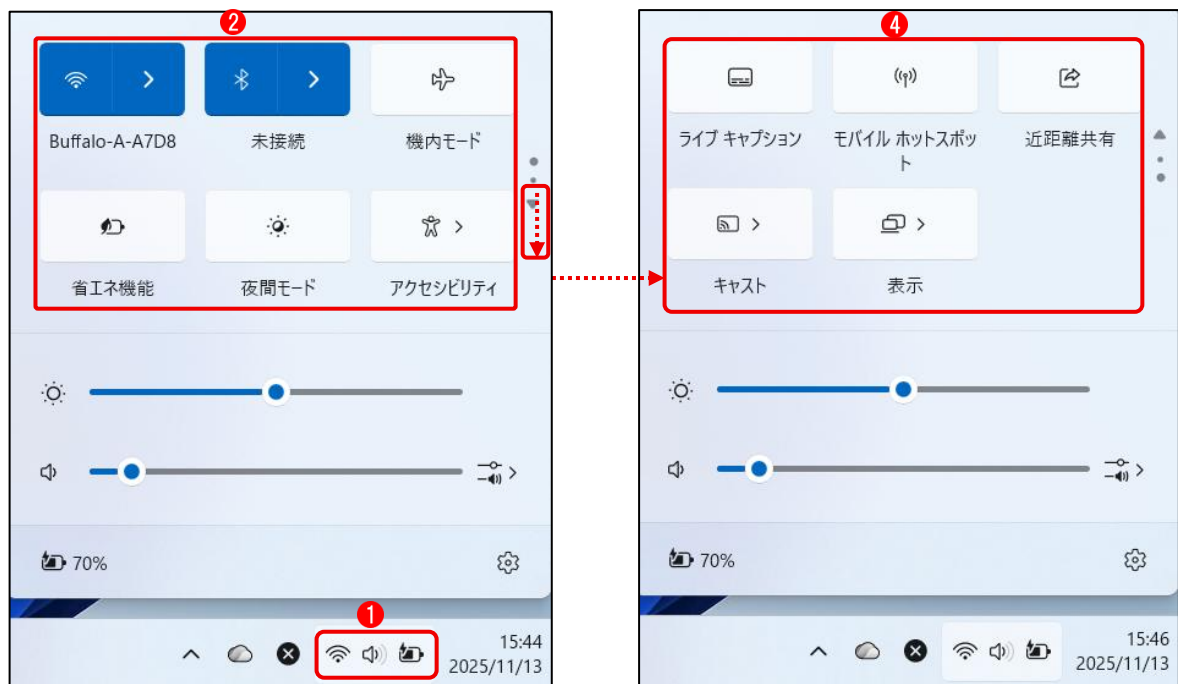 ❷
Buffalo-A-A7D8
未接続
機内モード
省エネ機能
夜間モード
アクセシビリティ
70%
❶
15:44
2025/11/13
❹
ライブ キャプション
モバイル ホットスポッ
ト
近距離共有
キャスト
表示
70%
15:46
2025/11/13